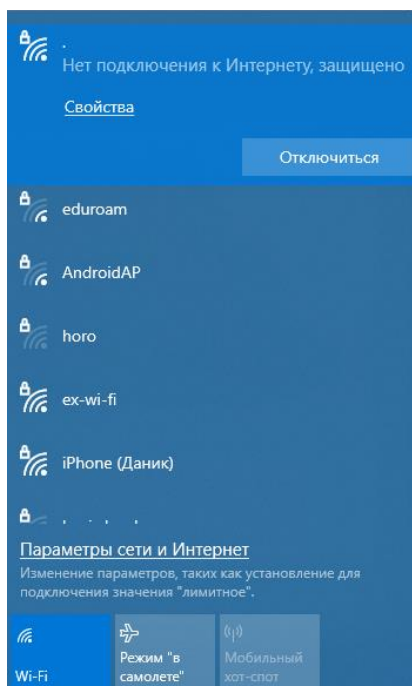 .
Нет подключения к Интернету, защищено
Свойства
Отключиться
eduroam
AndroidAP
horo
ex-wi-fi
iPhone (Даник)
Параметры сети и Интернет
Изменение параметров, таких как установление для
подключения значения "лимитное".
Wi-Fi
Режим "в
самолете"
Мобильный
хот-спот